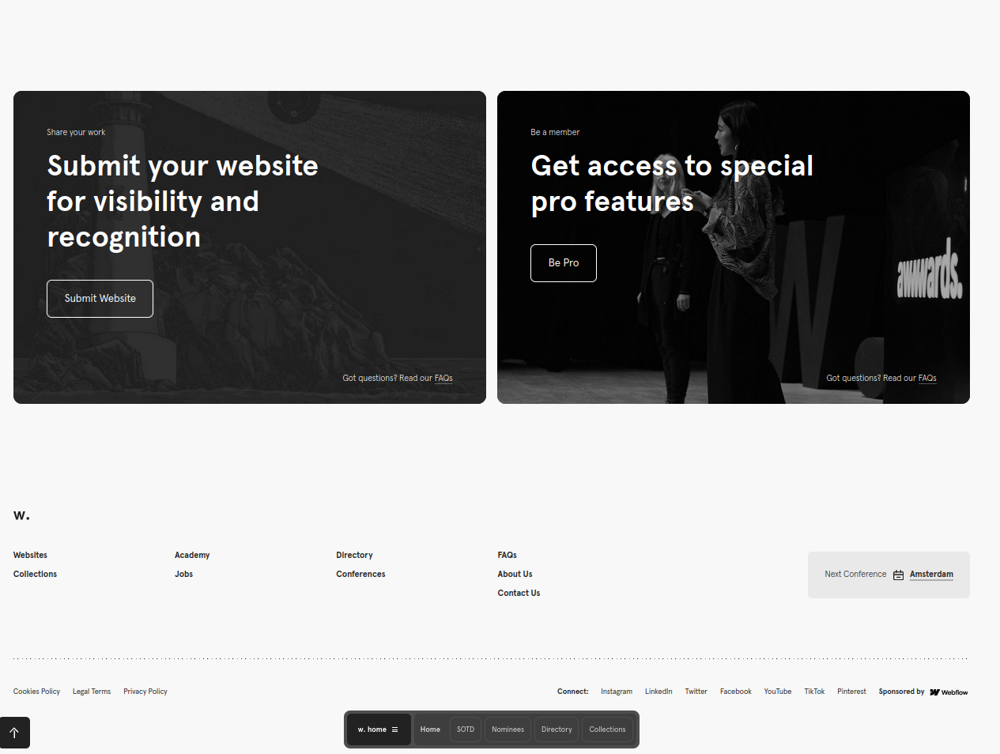 Share your work
Submit your website
for visibility and
recognition
Submit Website
Got questions? Read our FAQs
Be a member
Get access to special
pro features
Be Pro
W.
awwwards.
Got questions? Read our FAQs
w.
Websites
Collections
Academy
Jobs
Directory
Conferences
FAQs
About Us
Contact Us
Next Conference Amsterdam
Cookies Policy Legal Terms Privacy Policy
Connect: Instagram LinkedIn Twitter Facebook YouTube TikTok Pinterest Sponsored by Webflow
w. home Home SOTD Nominees Directory Collections